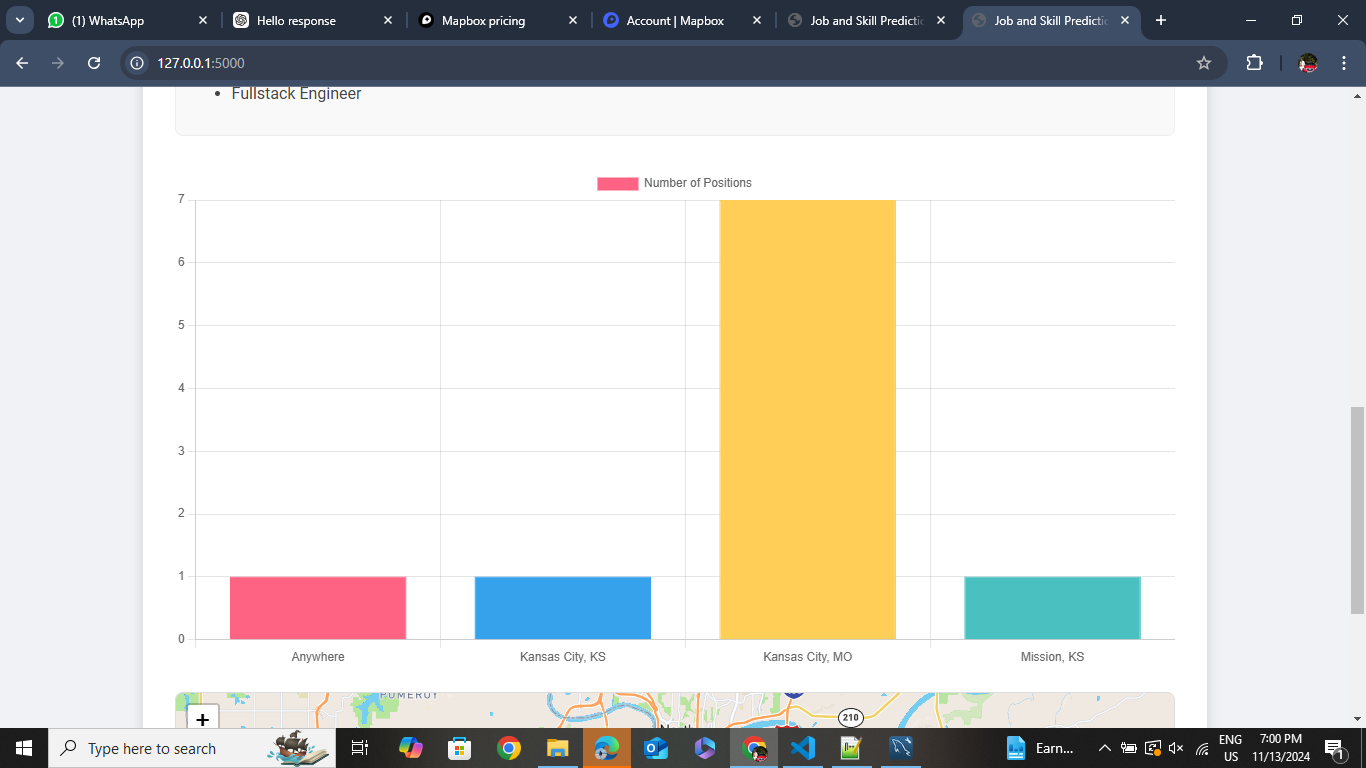 1
(1) WhatsApp
Hello response
Mapbox pricing
Account | Mapbox
Job and Skill Predictic
Job and Skill Predictic
127.0.0.1:5000
• Fullstack Engineer
Number of Positions
7
6
5
4
3
2
1
0
Anywhere
Kansas City, KS
Kansas City, MO
Mission, KS
POMEROY
+
210
Type here to search
Earn...
ENG
US
7:00 PM
11/13/2024
1